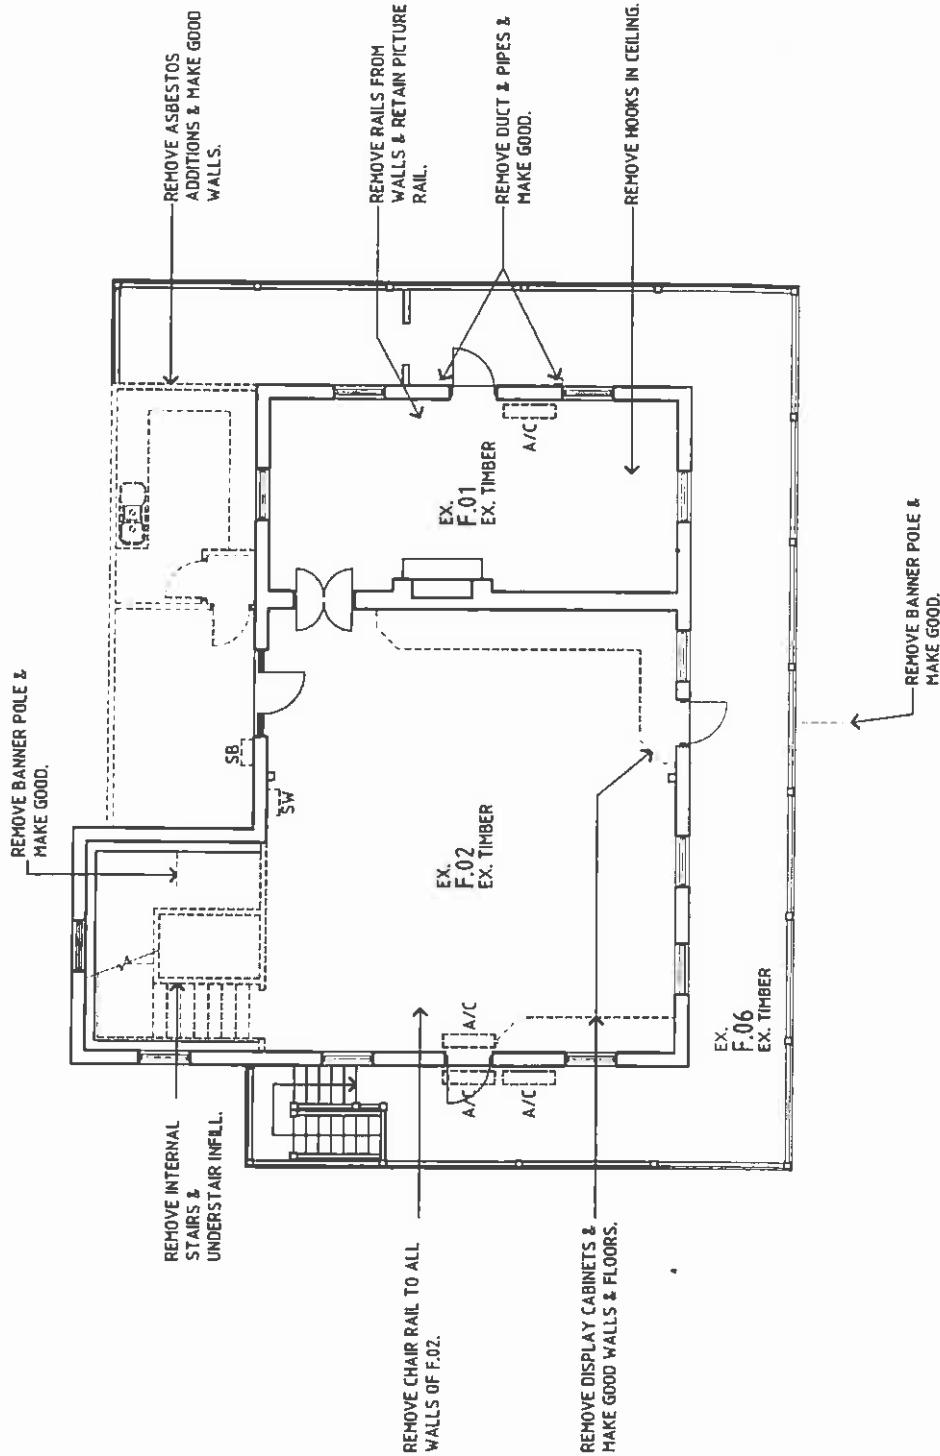 REMOVE ASBESTOS
ADDITIONS & MAKE GOOD
WALLS.
REMOVE RAILS FROM
WALLS & RETAIN PICTURE
RAIL.
REMOVE DUCT & PIPES &
MAKE GOOD.
REMOVE HOOKS IN CEILING.
REMOVE BANNER POLE &
MAKE GOOD.
SB
SW
A/C
EX.
F.01
EX. TIMBER
EX.
F.02
EX. TIMBER
A/C
A/C
A/C
EX.
F.06
EX. TIMBER
REMOVE BANNER POLE &
MAKE GOOD.
REMOVE INTERNAL
STAIRS &
UNDERSTAIR INFILL.
REMOVE CHAIR RAIL TO ALL
WALLS OF F.02.
REMOVE DISPLAY CABINETS &
MAKE GOOD WALLS & FLOORS.